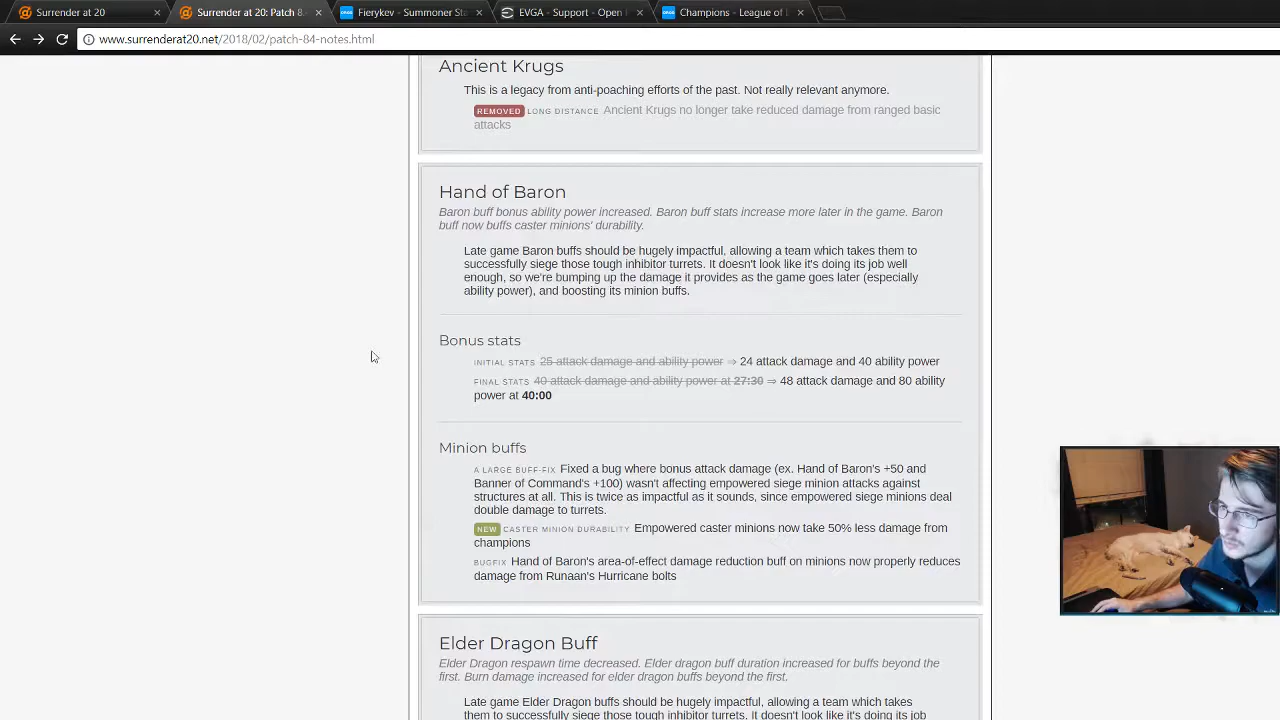 Surrender at 20
Surrender at 20: Patch 8.
Fierykev - Summoner St
EVGA - Support - Open
Champions - League of
www.surrenderat20.net/2018/02/patch-84-notes.html
Ancient Krugs
This is a legacy from anti-poaching efforts of the past. Not really relevant anymore.
REMOVED LONG DISTANCE Ancient Krugs no longer take reduced damage from ranged basic
attacks
Hand of Baron
Baron buff bonus ability power increased. Baron buff stats increase more later in the game. Baron
buff now buffs caster minions' durability.
Late game Baron buffs should be hugely impactful, allowing a team which takes them to
successfully siege those tough inhibitor turrets. It doesn't look like it's doing its job well
enough, so we're bumping up the damage it provides as the game goes later (especially
ability power), and boosting its minion buffs.
Bonus stats
INITIAL STATS 25 attack damage and ability power ⇒ 24 attack damage and 40 ability power
FINAL STATS 40 attack damage and ability power at 27:30 ⇒ 48 attack damage and 80 ability
power at 40:00
Minion buffs
A LARGE BUFF-FIX Fixed a bug where bonus attack damage (ex. Hand of Baron's +50 and
Banner of Command's +100) wasn't affecting empowered siege minion attacks against
structures at all. This is twice as impactful as it sounds, since empowered siege minions deal
double damage to turrets.
NEW CASTER MINION DURABILITY Empowered caster minions now take 50% less damage from
champions
BUGFIX Hand of Baron's area-of-effect damage reduction buff on minions now properly reduces
damage from Runaan's Hurricane bolts
Elder Dragon Buff
Elder Dragon respawn time decreased. Elder dragon buff duration increased for buffs beyond the
first. Burn damage increased for elder dragon buffs beyond the first.
Late game Elder Dragon buffs should be hugely impactful, allowing a team which takes
them to successfully siege those tough inhibitor turrets. It doesn't look like it's doing its job